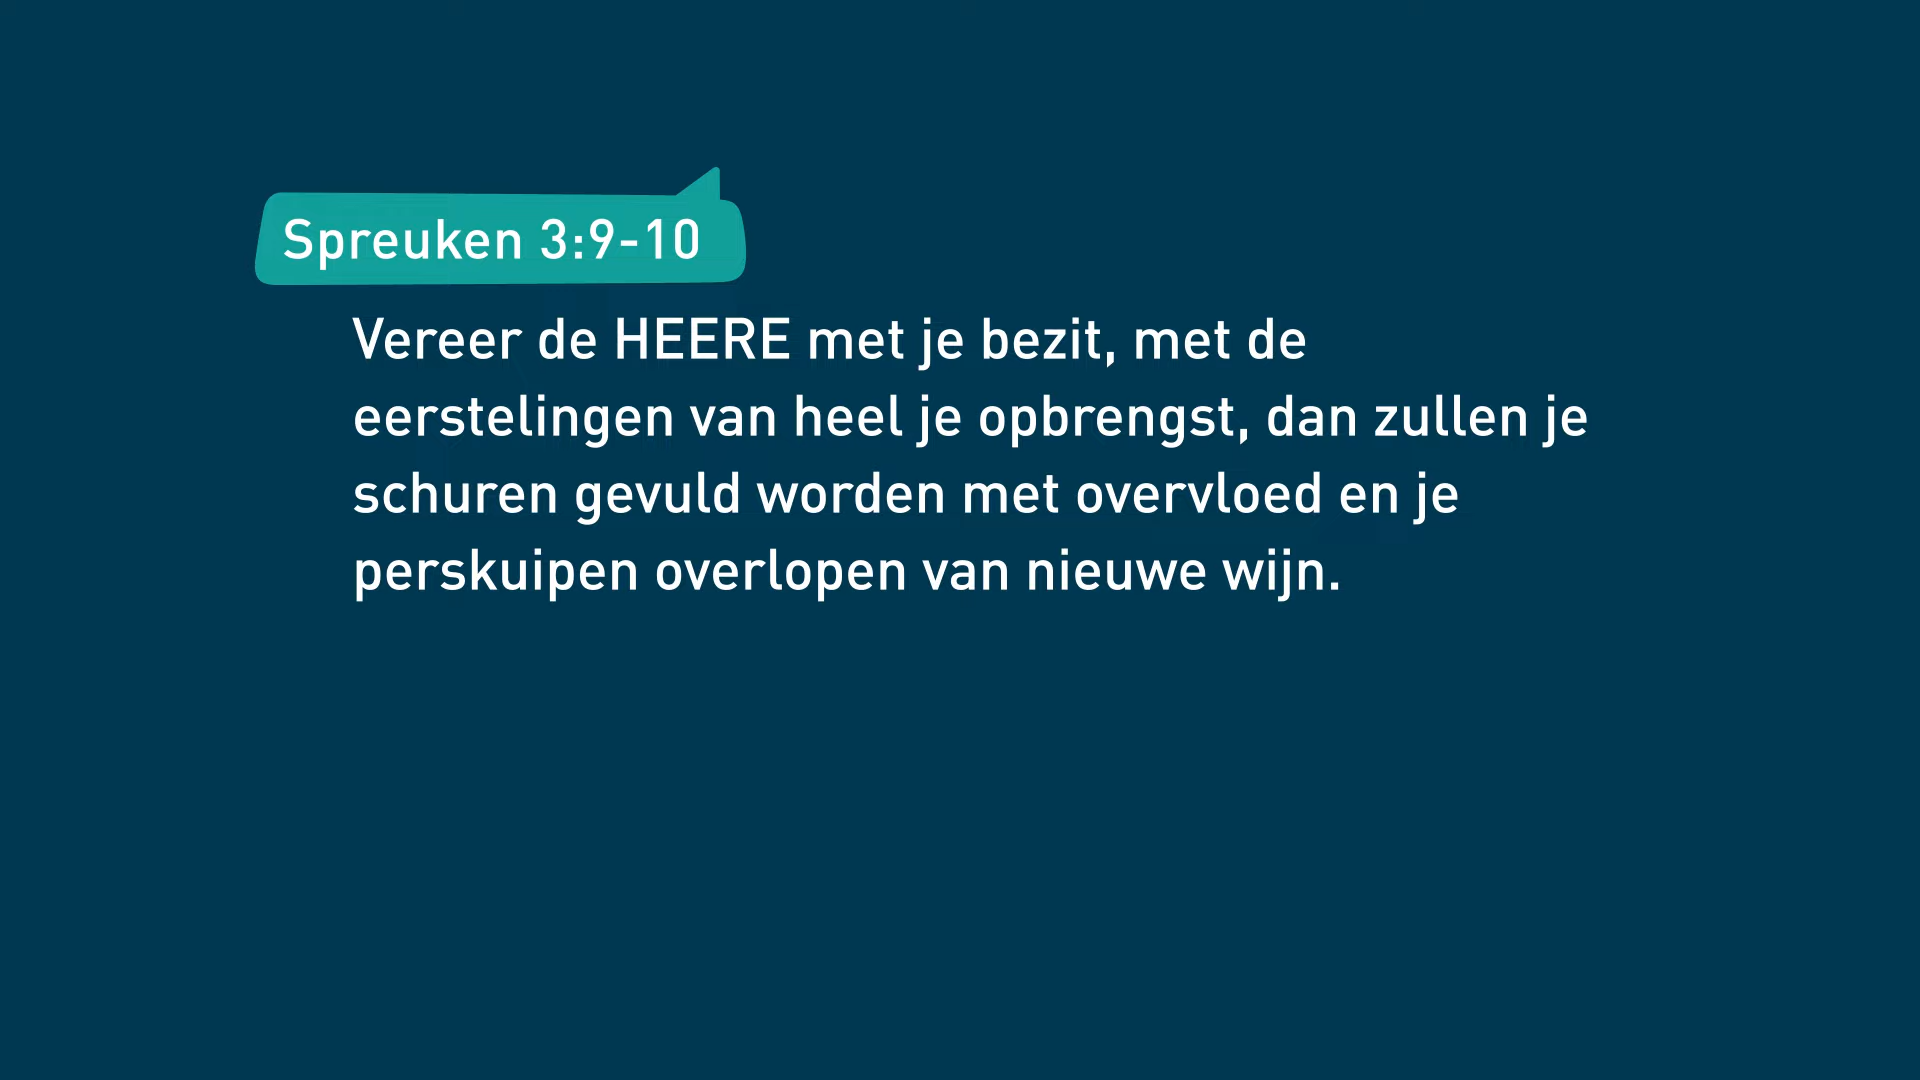 Spreuken 3:9-10
Vereer de HEERE met je bezit, met de
eerstelingen van heel je opbrengst, dan zullen je
schuren gevuld worden met overvloed en je
perskuipen overlopen van nieuwe wijn.